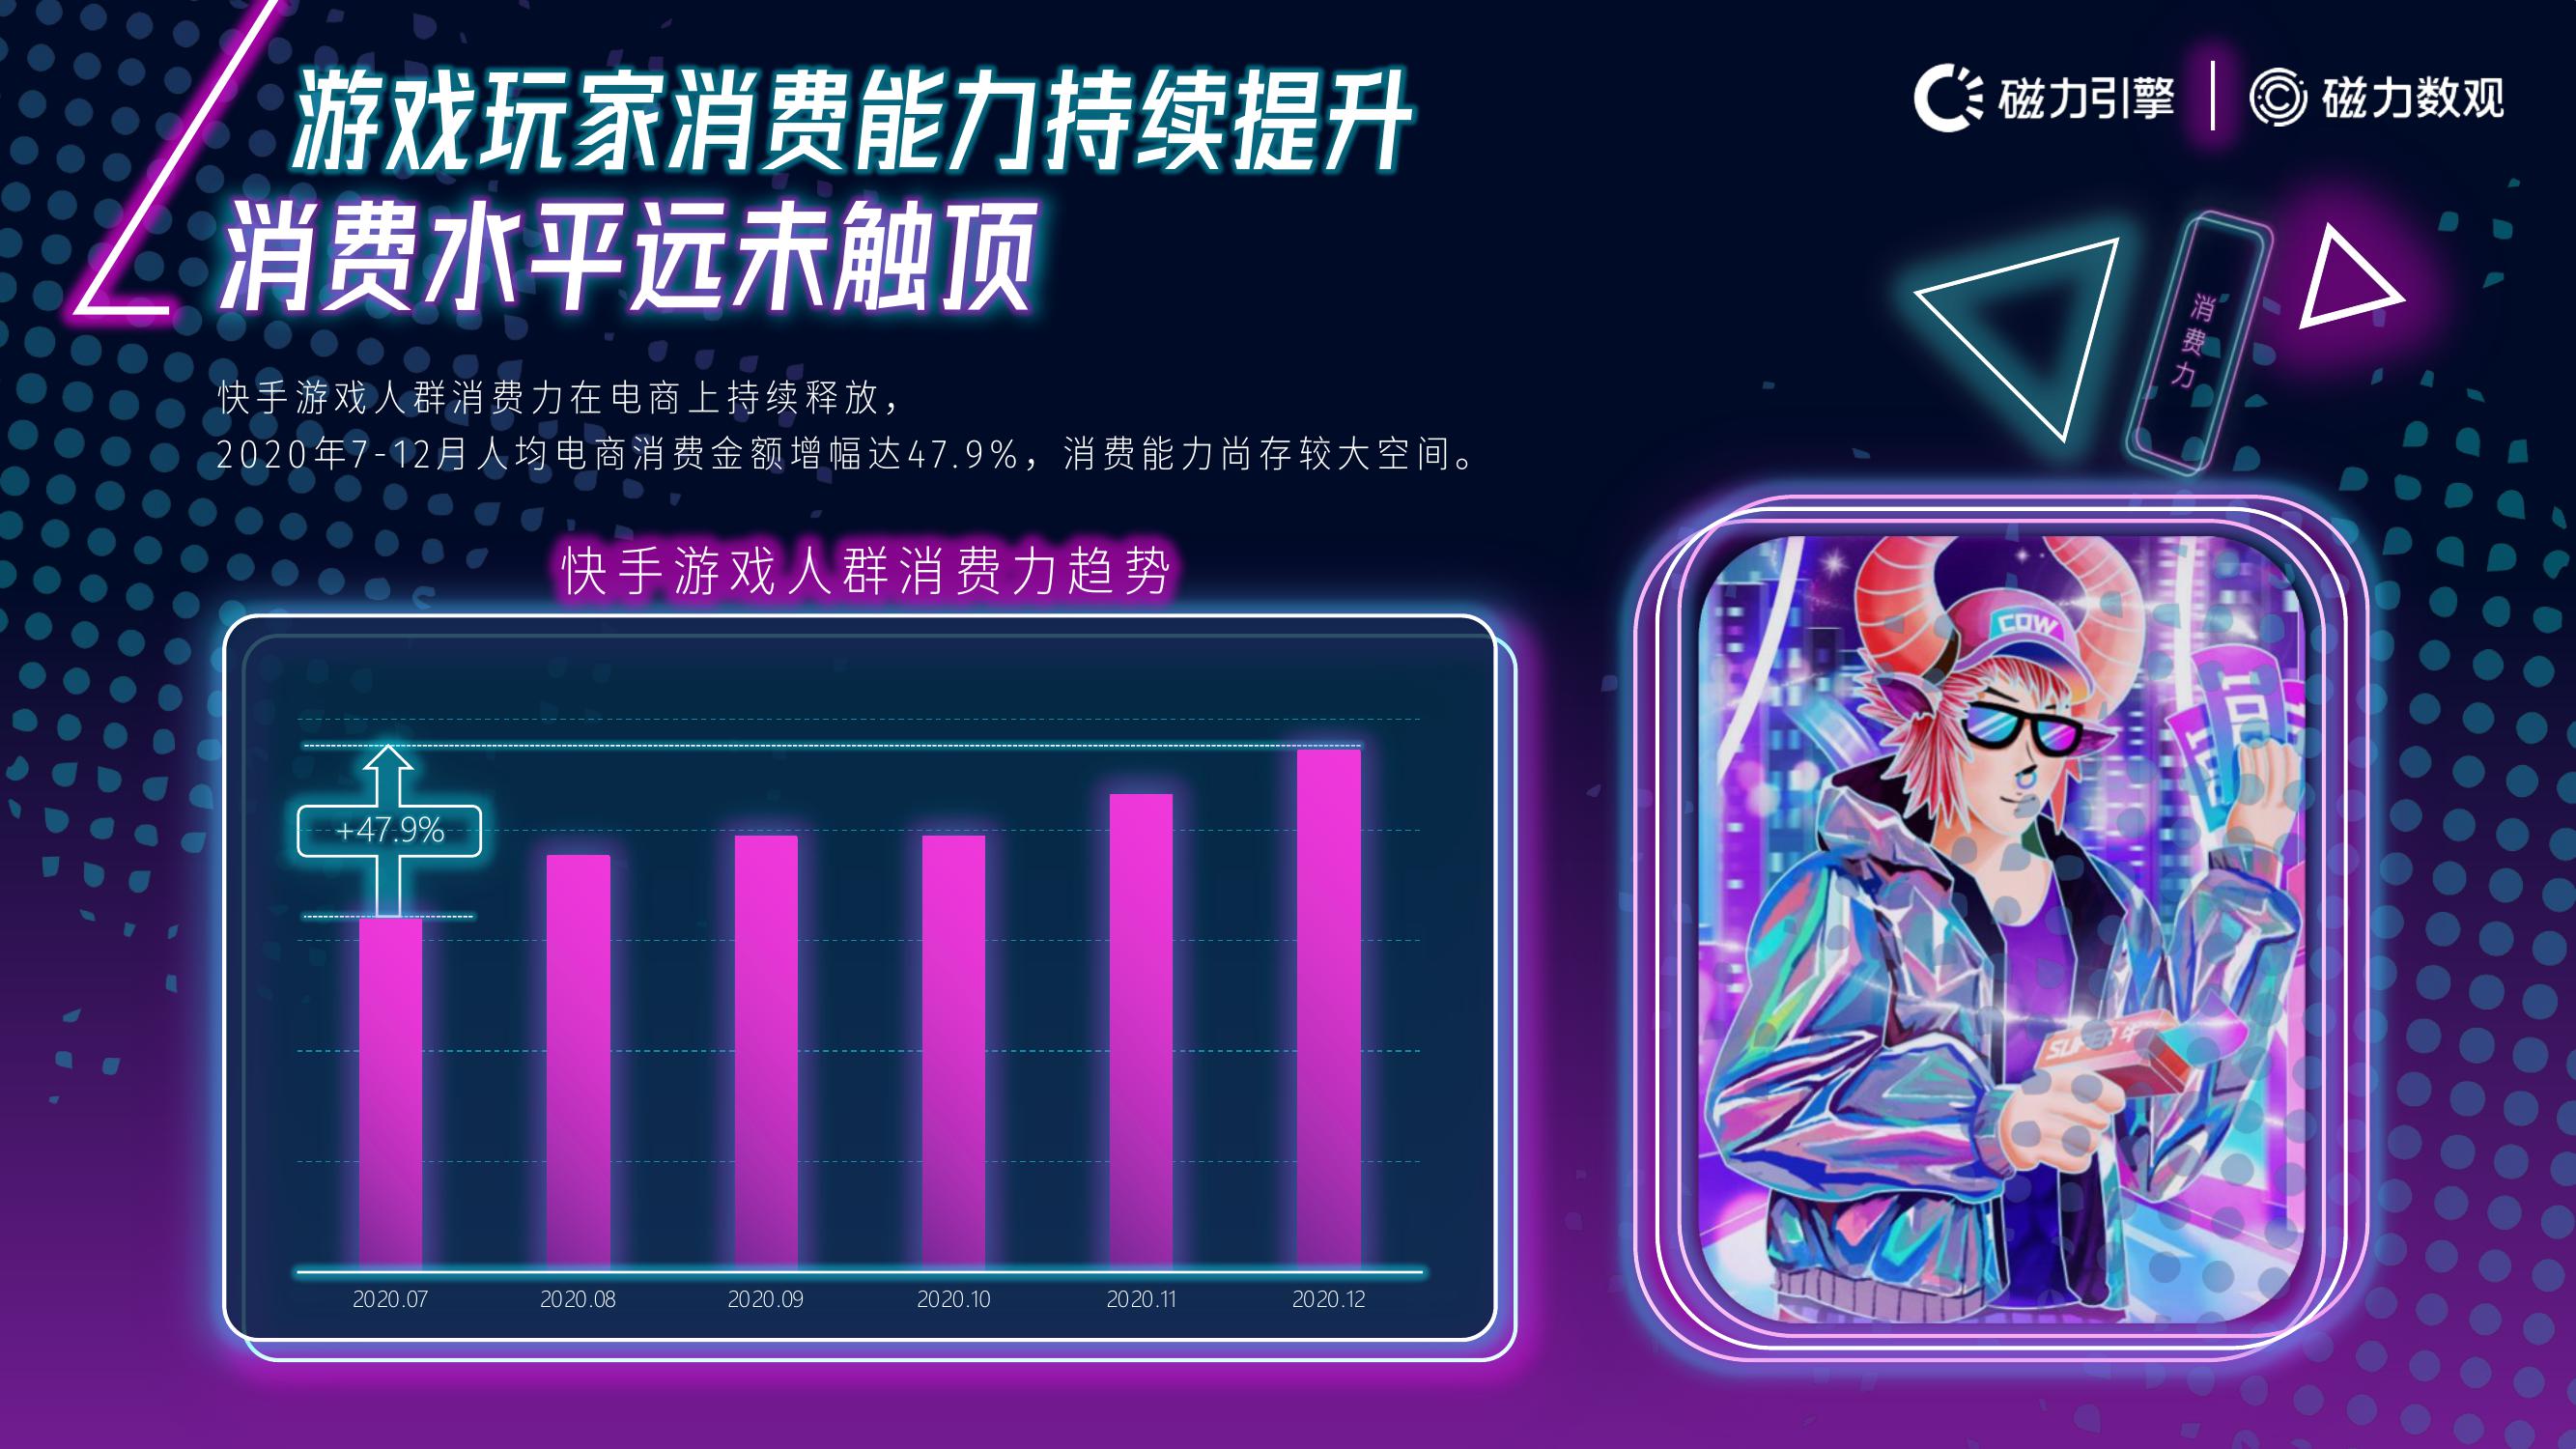 游戏玩家消费能力持续提升
消费水平远未触顶
磁力引擎
磁力数观
快手游戏人群消费力在电商上持续释放，
2020年7-12月人均电商消费金额增幅达47.9%，消费能力尚存较大空间。
消费力
快手游戏人群消费力趋势
+47.9%
2020.07
2020.08
2020.09
2020.10
2020.11
2020.12
COW
SUPER 牛